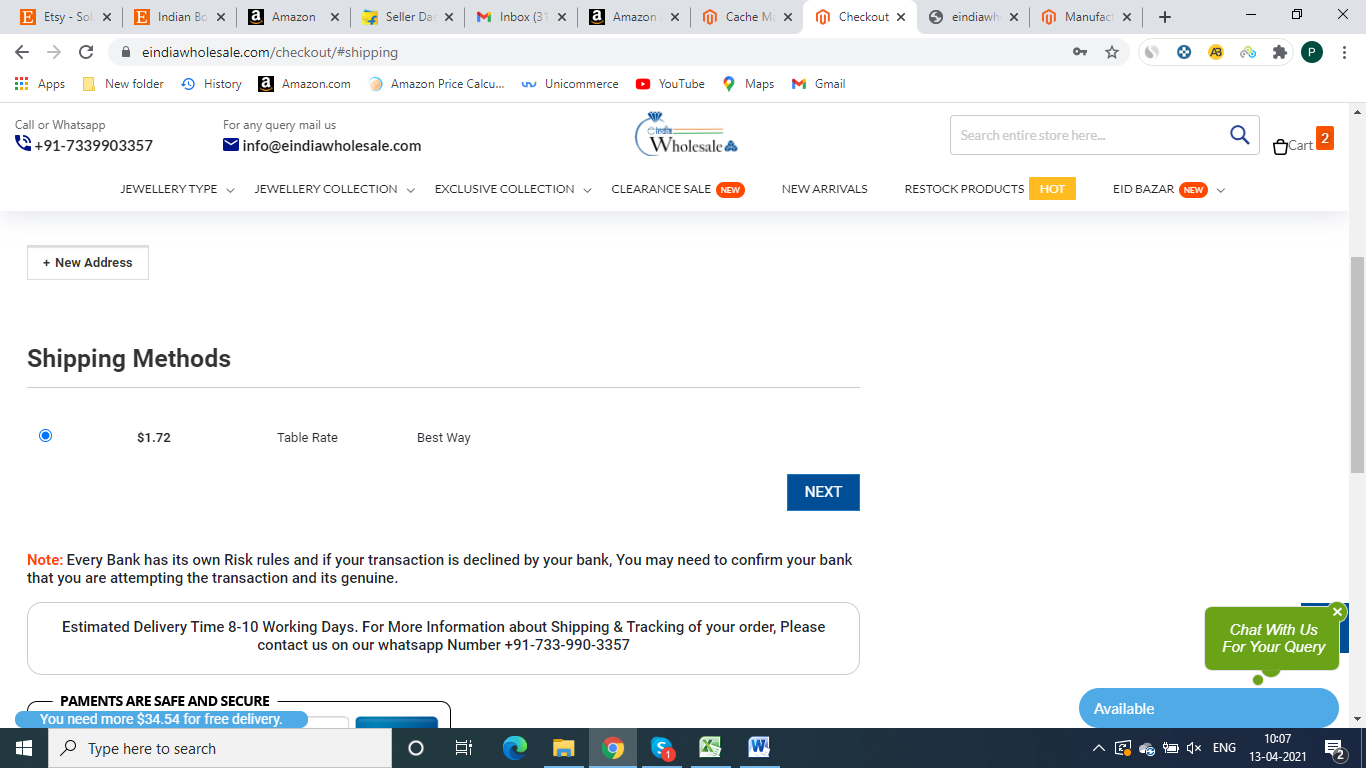 Etsy - Sol
Indian Bo
Amazon
Seller Da
Inbox (31
Amazon
Cache M
Checkout
eindiawh
Manufact
eindiawholesale.com/checkout/#shipping
P
Apps
New folder
History
Amazon.com
Amazon Price Calcu...
Unicommerce
YouTube
Maps
Gmail
Call or Whatsapp
+91-7339903357
For any query mail us
info@eindiawholesale.com
eIndia
Wholesale
Search entire store here...
Cart 2
JEWELLERY TYPE
JEWELLERY COLLECTION
EXCLUSIVE COLLECTION
CLEARANCE SALE NEW
NEW ARRIVALS
RESTOCK PRODUCTS HOT
EID BAZAR NEW
+ New Address
Shipping Methods
$1.72 Table Rate Best Way
NEXT
Note: Every Bank has its own Risk rules and if your transaction is declined by your bank, You may need to confirm your bank
that you are attempting the transaction and its genuine.
Estimated Delivery Time 8-10 Working Days. For More Information about Shipping & Tracking of your order, Please
contact us on our whatsapp Number +91-733-990-3357
Chat With Us
For Your Query
PAMENTS ARE SAFE AND SECURE
You need more $34.54 for free delivery.
Available
Type here to search
1
ENG
10:07
13-04-2021
2